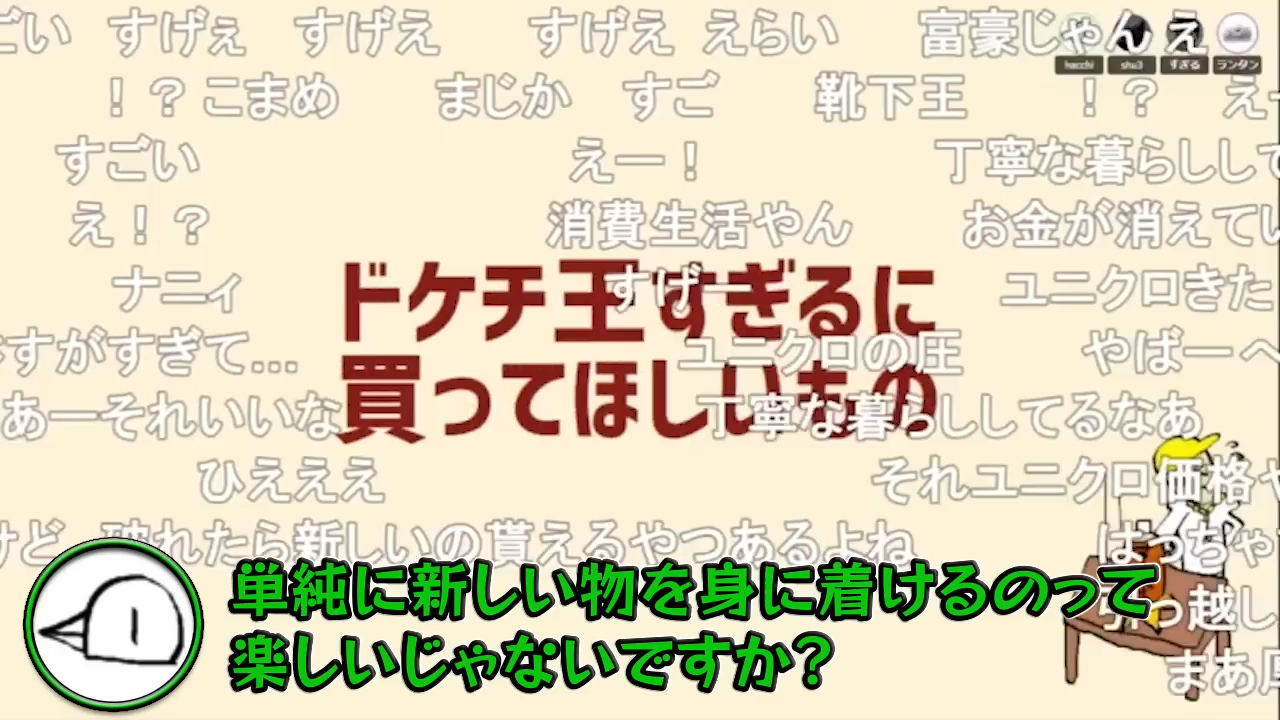 ごい すげぇ すげえ すげえ えらい 富豪じゃん え
hacchi shu3 すぎる ランタン
！？ こまめ まじか すご 靴下王 ！？ えー
すごい えー！ 丁寧な暮らししてて
え！？ 消費生活やん お金が消えてい
ナニィ すげー ユニクロきた
ドケチ王すぎるに
すがすぎて… ユニクロの圧 やばーへ
買ってほしいもの
あーそれいいな 丁寧な暮らししてるなあ
ひえええ それユニクロ価格や
けど 破れたら新しいの貰えるやつあるよね はっちゃ
単純に新しい物を身に着けるのって
引っ越し
楽しいじゃないですか？
まあ